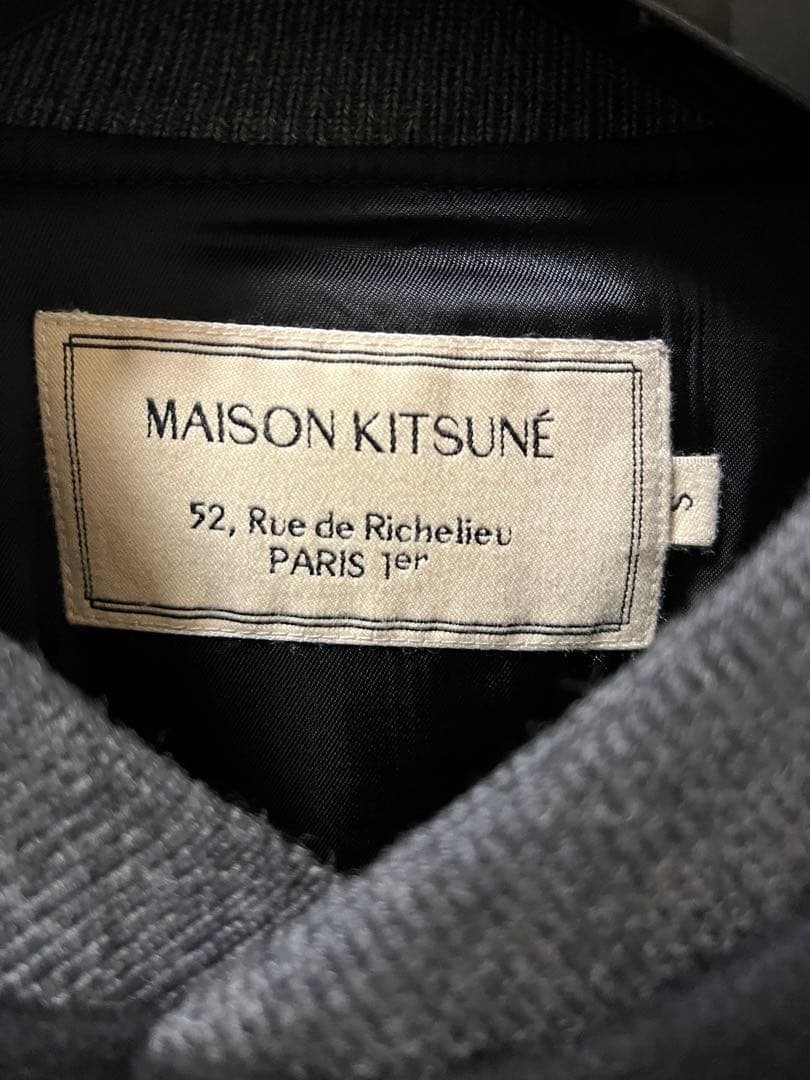 MAISON KITSUNÉ
52, Rue de Richelieu
PARIS 1er
S